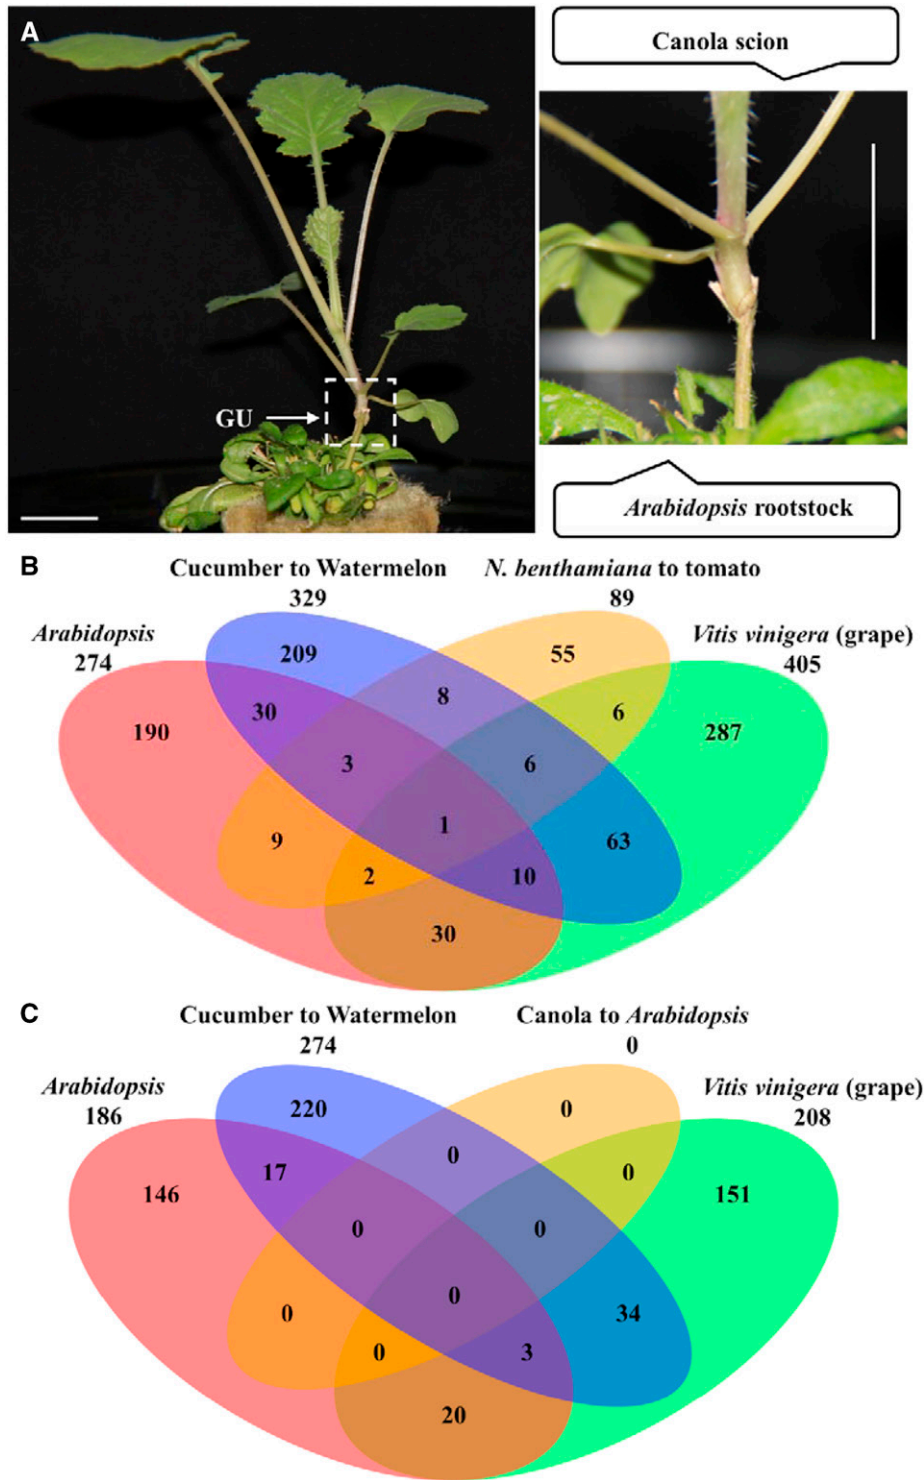 A
Canola scion
GU
Arabidopsis rootstock
B
Cucumber to Watermelon N. benthamiana to tomato
329 89
Arabidopsis Vitis vinigera (grape)
274 405
209 55
30 8 6
190 287
3 6
1
9 63
2 10
30
C
Cucumber to Watermelon Canola to Arabidopsis
274 0
Arabidopsis Vitis vinigera (grape)
186 208
220 0
17 0 0
146 151
0 0
0
0 34
0 3
20